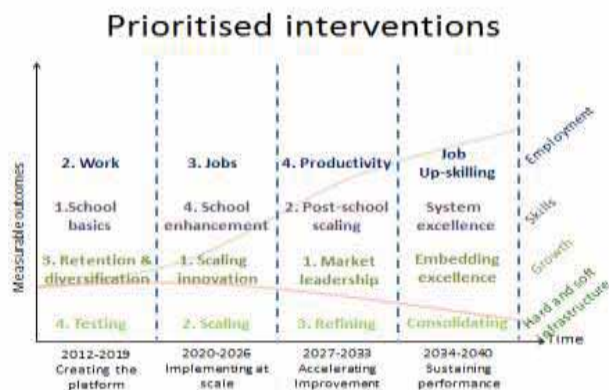 Prioritised interventions
Measurable outcomes
2. Work
3. Jobs
4. Productivity
Job
Up-skilling
Employment
1.School
basics
4. School
enhancement
2. Post-school
scaling
System
excellence
Skills
3. Retention &
diversification
1. Scaling
innovation
1. Market
leadership
Embedding
excellence
Growth
4. Testing
2. Scaling
3. Refining
Consolidating
Hard and soft
infrastructure
Time
2012-2019
Creating the
platform
2020-2026
Implementing at
scale
2027-2033
Accelerating
Improvement
2034-2040
Sustaining
performance